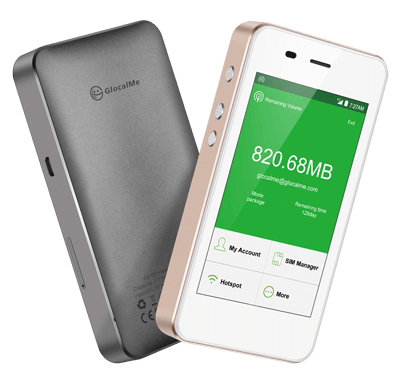 GlocalMe
7:27AM
Remaining Volume
Exit
820.68MB
glocalme@glocalme.com
Mode
package
Remaining time
128day
My Account
SIM Manager
Hotspot
More